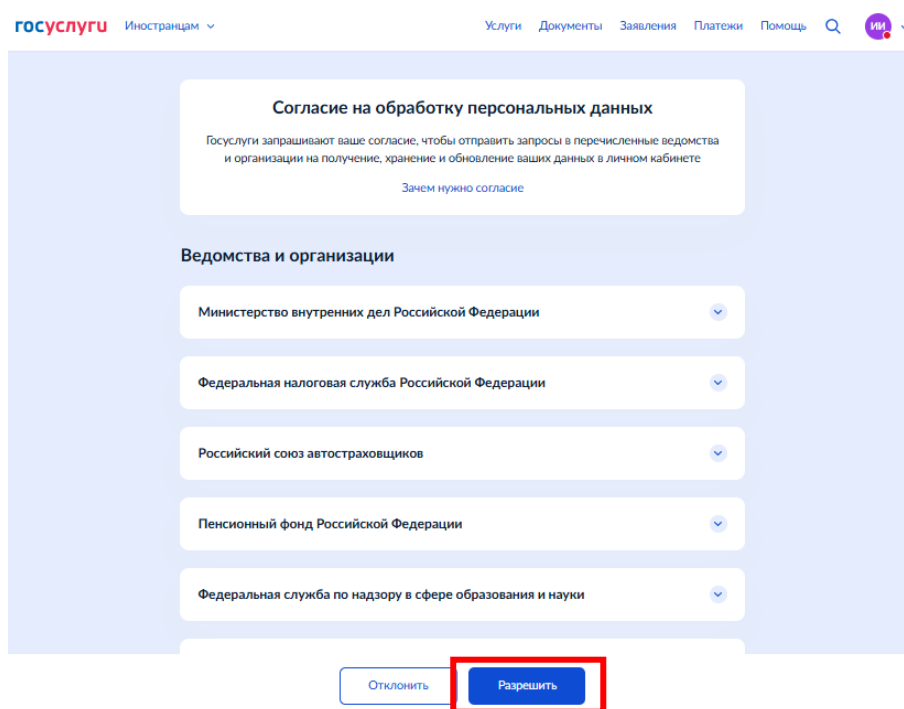 госуслуги Иностранцам Услуги Документы Заявления Платежи Помощь ИИ
Согласие на обработку персональных данных
Госуслуги запрашивают ваше согласие, чтобы отправить запросы в перечисленные ведомства
и организации на получение, хранение и обновление ваших данных в личном кабинете
Зачем нужно согласие
Ведомства и организации
Министерство внутренних дел Российской Федерации
Федеральная налоговая служба Российской Федерации
Российский союз автостраховщиков
Пенсионный фонд Российской Федерации
Федеральная служба по надзору в сфере образования и науки
Отклонить Разрешить